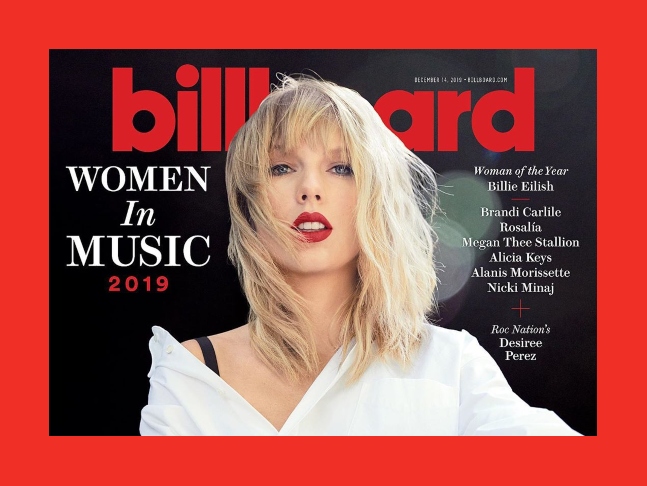 billboard
DECEMBER 14, 2019 • BILLBOARD.COM
WOMEN
In
MUSIC
2019
Woman of the Year
Billie Eilish
Brandi Carlile
Rosalía
Megan Thee Stallion
Alicia Keys
Alanis Morissette
Nicki Minaj
Roc Nation's
Desiree
Perez